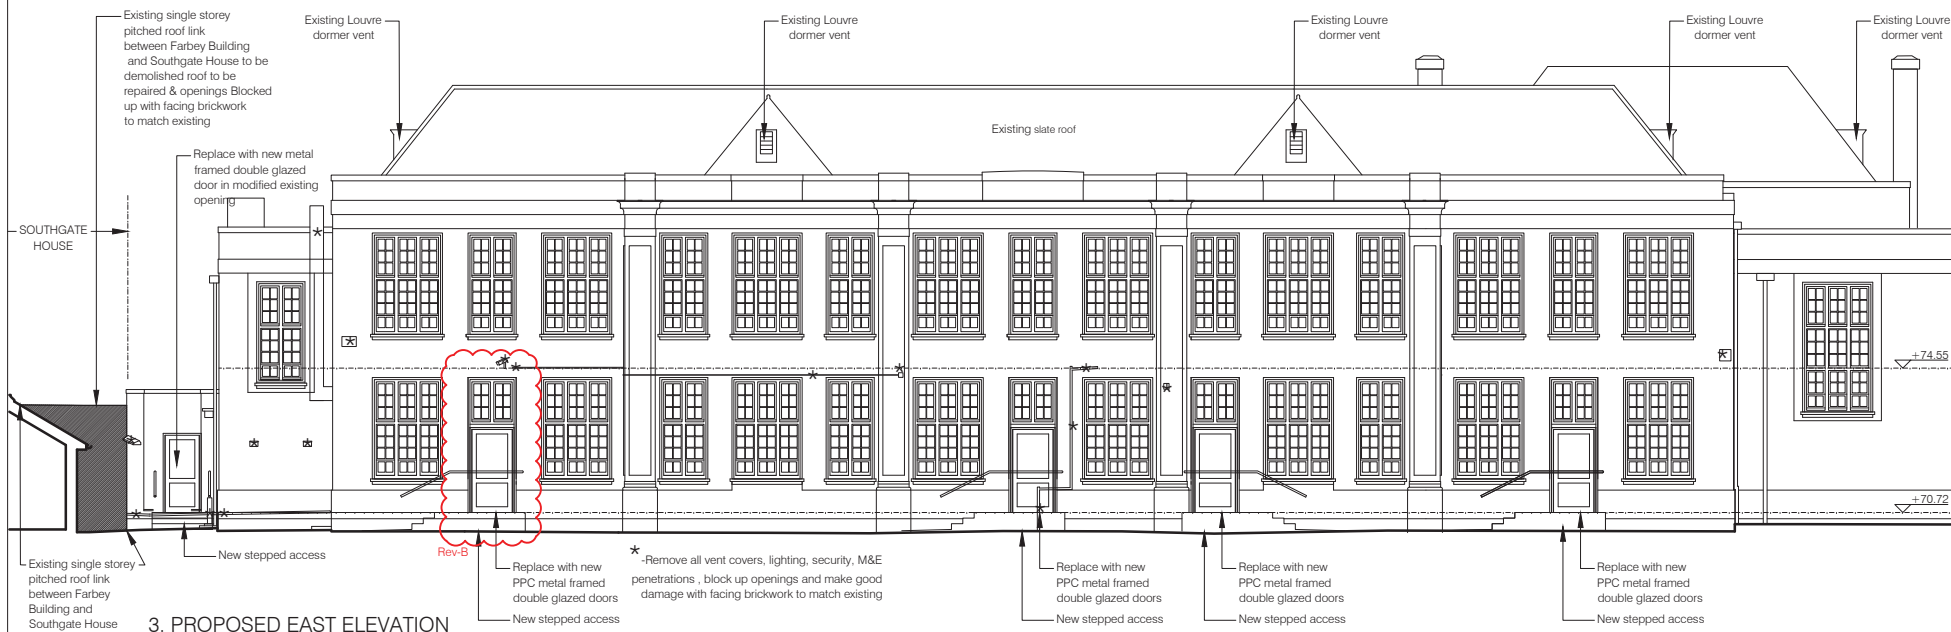 Existing single storey
pitched roof link
between Farbey Building
and Southgate House to be
demolished roof to be
repaired & openings Blocked
up with facing brickwork
to match existing
Existing Louvre
dormer vent
Existing Louvre
dormer vent
Existing Louvre
dormer vent
Existing Louvre
dormer vent
Existing Louvre
dormer vent
Existing slate roof
Replace with new metal
framed double glazed
door in modified existing
opening
SOUTHGATE
HOUSE
+74.55
+70.72
Rev-B
New stepped access
Existing single storey
pitched roof link
between Farbey
Building and
Southgate House
* -Remove all vent covers, lighting, security, M&E
penetrations , block up openings and make good
damage with facing brickwork to match existing
Replace with new
PPC metal framed
double glazed doors
New stepped access
Replace with new
PPC metal framed
double glazed doors
New stepped access
Replace with new
PPC metal framed
double glazed doors
New stepped access
Replace with new
PPC metal framed
double glazed doors
New stepped access
3. PROPOSED EAST ELEVATION